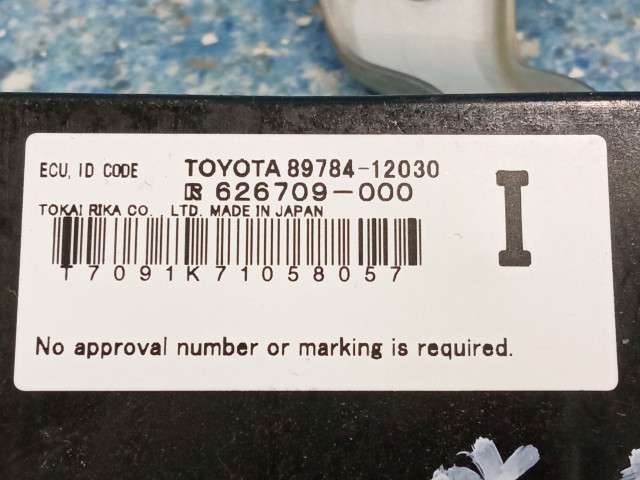 ECU, ID CODE TOYOTA 89784-12030
R 626709-000
TOKAI RIKA CO., LTD. MADE IN JAPAN
I
T7091K71058057
No approval number or marking is required.